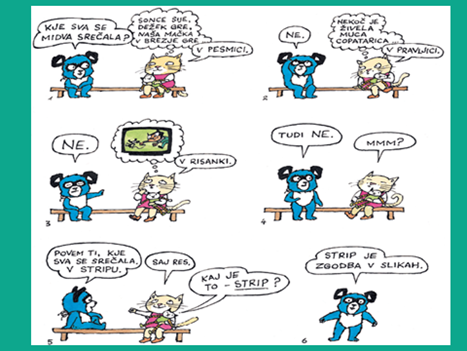 KJE SVA SE
MIDVA SREČALA?
SONCE SIJE,
DEŽEK GRE,
NAŠA MAČKA
V BREZJE GRE
V PESMICI.
1
NE.
NEKOČ JE
ŽIVELA
MUCA
COPATARICA
V PRAVLJICI.
2
NE.
V RISANKI.
3
TUDI NE.
MMM?
4
POVEM TI, KJE
SVA SE SREČALA.
V STRIPU.
SAJ RES.
KAJ JE
TO - STRIP?
5
STRIP JE
ZGODBA V SLIKAH.
6